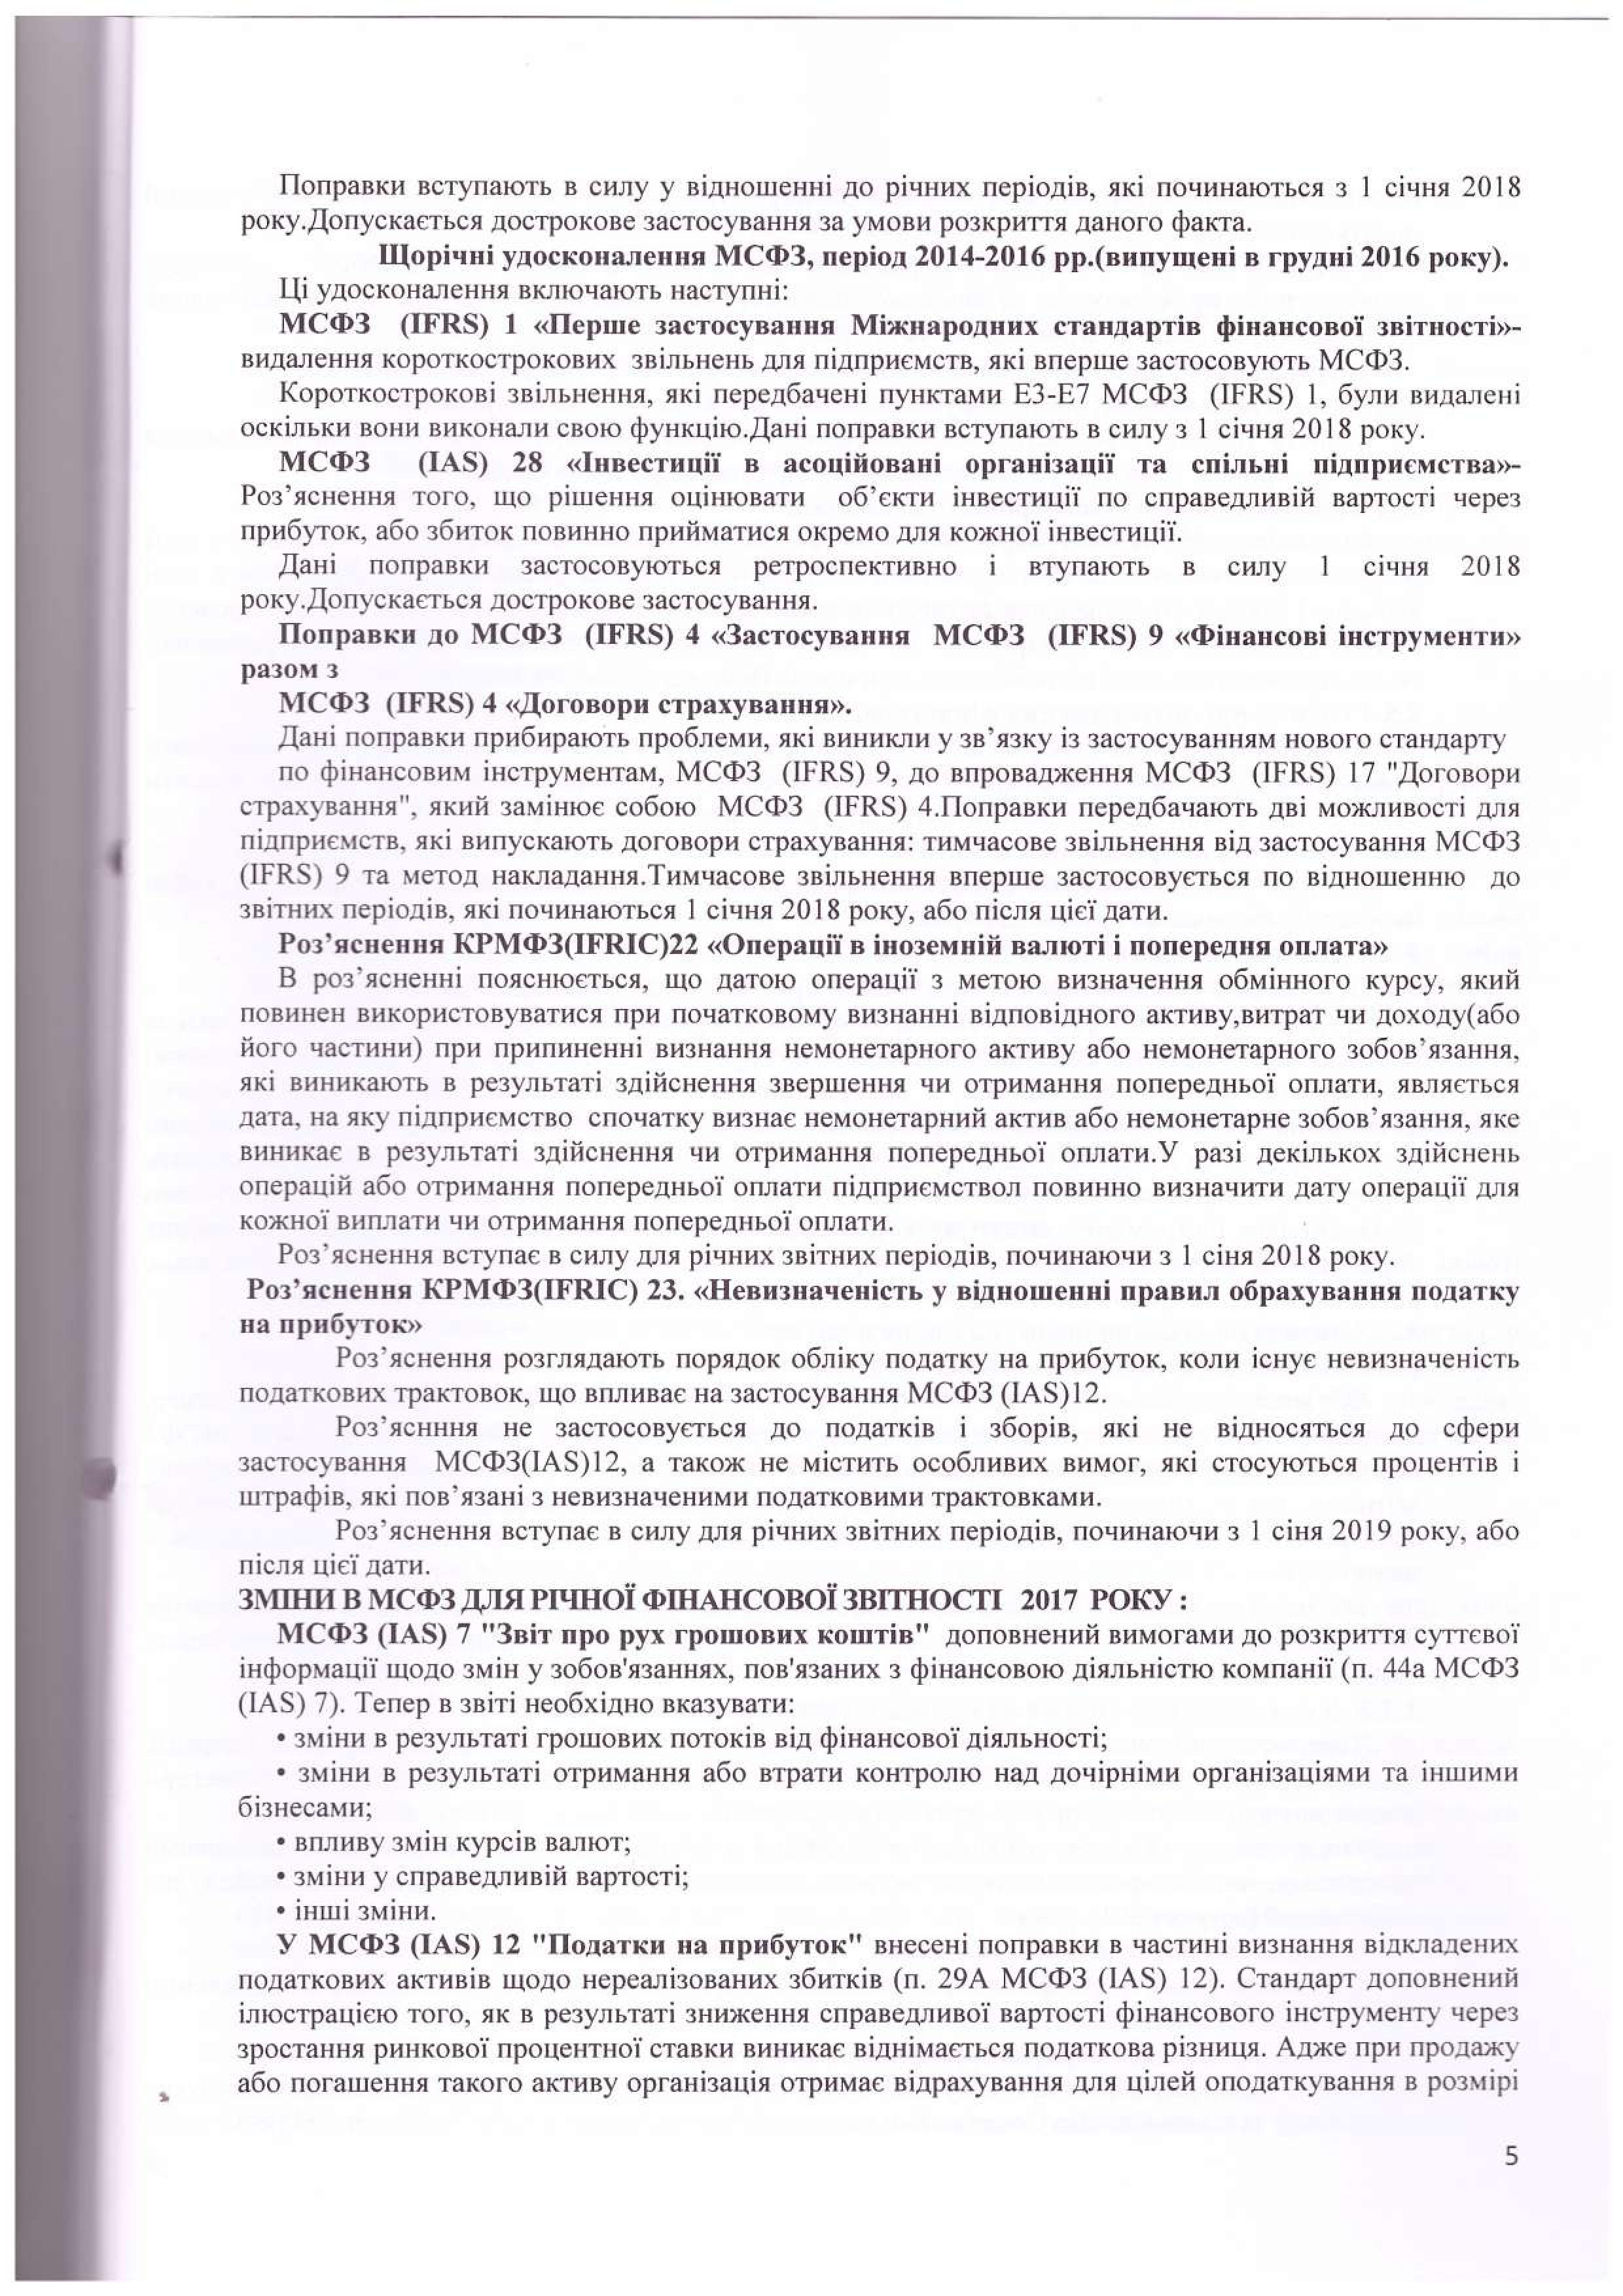 Поправки вступають в силу у відношенні до річних періодів, які починаються з 1 січня 2018
року.Допускається дострокове застосування за умови розкриття даного факта.
Щорічні удосконалення МСФЗ, період 2014-2016 рр.(випущені в грудні 2016 року).
Ці удосконалення включають наступні:
МСФЗ (IFRS) 1 «Перше застосування Міжнародних стандартів фінансової звітності»-
видалення короткострокових звільнень для підприємств, які вперше застосовують МСФЗ.
Короткострокові звільнення, які передбачені пунктами Е3-Е7 МСФЗ (IFRS) 1, були видалені
оскільки вони виконали свою функцію.Дані поправки вступають в силу з 1 січня 2018 року.
МСФЗ (IAS) 28 «Інвестиції в асоційовані організації та спільні підприємства»-
Роз’яснення того, що рішення оцінювати об’єкти інвестиції по справедливій вартості через
прибуток, або збиток повинно прийматися окремо для кожної інвестиції.
Дані поправки застосовуються ретроспективно і втупають в силу 1 січня 2018
року.Допускається дострокове застосування.
Поправки до МСФЗ (IFRS) 4 «Застосування МСФЗ (IFRS) 9 «Фінансові інструменти»
разом з
МСФЗ (IFRS) 4 «Договори страхування».
Дані поправки прибирають проблеми, які виникли у зв’язку із застосуванням нового стандарту
по фінансовим інструментам, МСФЗ (IFRS) 9, до впровадження МСФЗ (IFRS) 17 "Договори
страхування", який замінює собою МСФЗ (IFRS) 4.Поправки передбачають дві можливості для
підприємств, які випускають договори страхування: тимчасове звільнення від застосування МСФЗ
(IFRS) 9 та метод накладання.Тимчасове звільнення вперше застосовується по відношенню до
звітних періодів, які починаються 1 січня 2018 року, або після цієї дати.
Роз’яснення КРМФЗ(IFRIC)22 «Операції в іноземній валюті і попередня оплата»
В роз’ясненні пояснюється, що датою операції з метою визначення обмінного курсу, який
повинен використовуватися при початковому визнанні відповідного активу,витрат чи доходу(або
його частини) при припиненні визнання немонетарного активу або немонетарного зобов’язання,
які виникають в результаті здійснення звершення чи отримання попередньої оплати, являється
дата, на яку підприємство спочатку визнає немонетарний актив або немонетарне зобов’язання, яке
виникає в результаті здійснення чи отримання попередньої оплати.У разі декількох здійснень
операцій або отримання попередньої оплати підприємствол повинно визначити дату операції для
кожної виплати чи отримання попередньої оплати.
Роз’яснення вступає в силу для річних звітних періодів, починаючи з 1 сіня 2018 року.
Роз’яснення КРМФЗ(IFRIC) 23. «Невизначеність у відношенні правил обрахування податку
на прибуток»
Роз’яснення розглядають порядок обліку податку на прибуток, коли існує невизначеність
податкових трактовок, що впливає на застосування МСФЗ (IAS)12.
Роз’яснння не застосовується до податків і зборів, які не відносяться до сфери
застосування МСФЗ(IAS)12, а також не містить особливих вимог, які стосуються процентів і
штрафів, які пов’язані з невизначеними податковими трактовками.
Роз’яснення вступає в силу для річних звітних періодів, починаючи з 1 сіня 2019 року, або
після цієї дати.
ЗМІНИ В МСФЗ ДЛЯ РІЧНОЇ ФІНАНСОВОЇ ЗВІТНОСТІ 2017 РОКУ :
МСФЗ (IAS) 7 "Звіт про рух грошових коштів" доповнений вимогами до розкриття суттєвої
інформації щодо змін у зобов'язаннях, пов'язаних з фінансовою діяльністю компанії (п. 44а МСФЗ
(IAS) 7). Тепер в звіті необхідно вказувати:
• зміни в результаті грошових потоків від фінансової діяльності;
• зміни в результаті отримання або втрати контролю над дочірніми організаціями та іншими
бізнесами;
• впливу змін курсів валют;
• зміни у справедливій вартості;
• інші зміни.
У МСФЗ (IAS) 12 "Податки на прибуток" внесені поправки в частині визнання відкладених
податкових активів щодо нереалізованих збитків (п. 29А МСФЗ (IAS) 12). Стандарт доповнений
ілюстрацією того, як в результаті зниження справедливої вартості фінансового інструменту через
зростання ринкової процентної ставки виникає віднімається податкова різниця. Адже при продажу
або погашення такого активу організація отримає відрахування для цілей оподаткування в розмірі
5